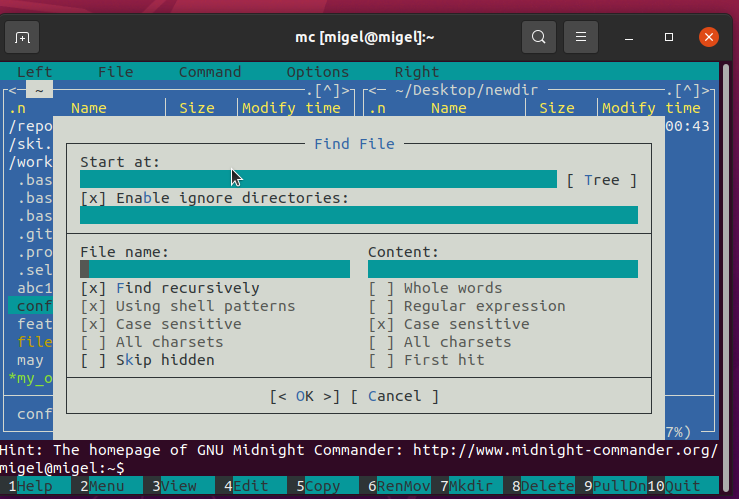 mc [migel@migel]:~
Left File Command Options Right
<─ ~ .[^]> <─ ~/Desktop/newdir .[^]>
.n Name Size Modify time .n Name Size Modify time
/repo 00:43
/ski.
/work
.bas
.bas
.bas
.git
.pro
.sel
abc1
conf
feat
file
may
*my_o
conf
7%)
Find File
Start at:
[ Tree ]
[x] Enable ignore directories:
File name: Content:
[x] Find recursively [ ] Whole words
[x] Using shell patterns [ ] Regular expression
[x] Case sensitive [x] Case sensitive
[ ] All charsets [ ] All charsets
[ ] Skip hidden [ ] First hit
[< OK >] [ Cancel ]
Hint: The homepage of GNU Midnight Commander: http://www.midnight-commander.org/
migel@migel:~$
1Help 2Menu 3View 4Edit 5Copy 6RenMov 7Mkdir 8Delete 9PullDn 10Quit